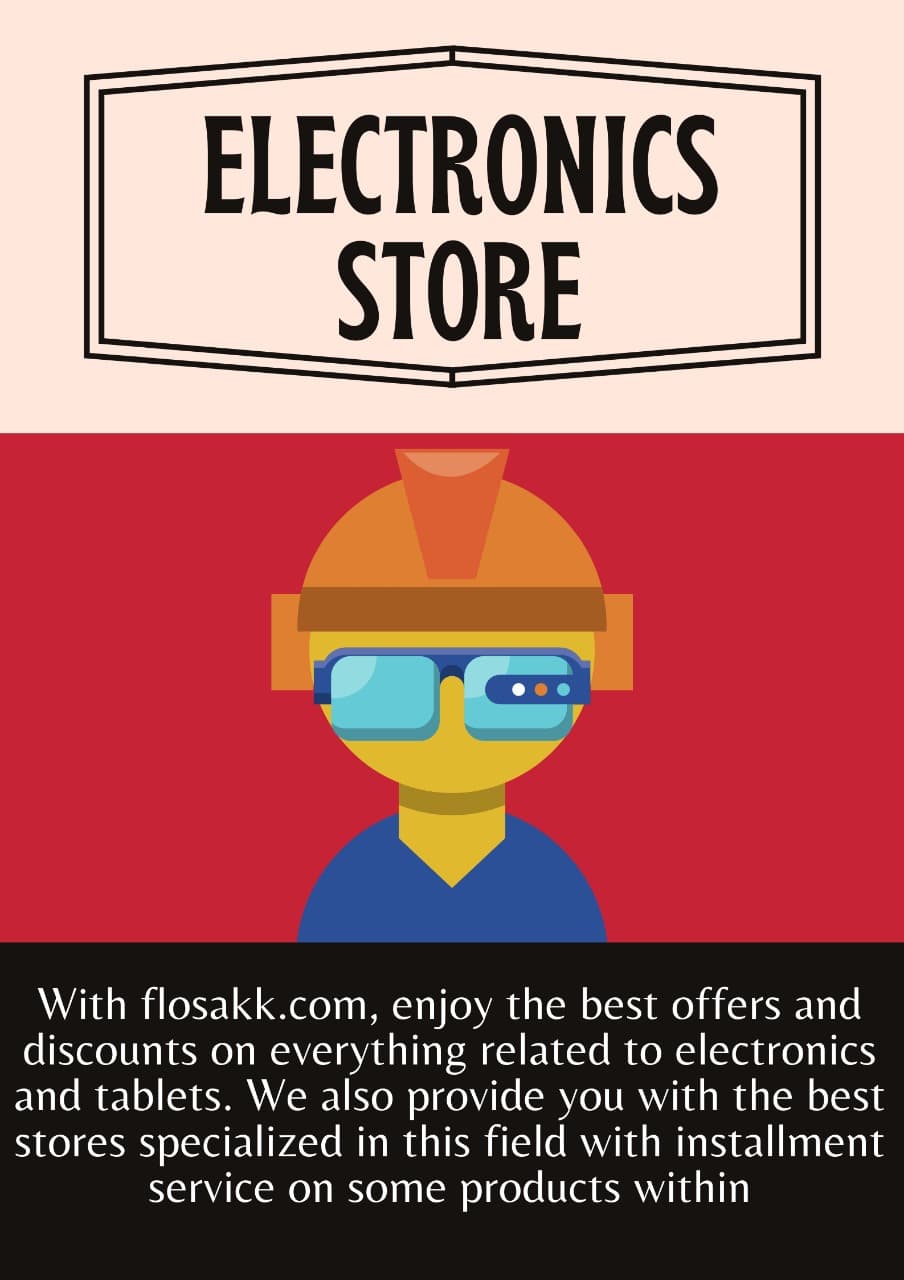 ELECTRONICS
STORE
With flosakk.com, enjoy the best offers and
discounts on everything related to electronics
and tablets. We also provide you with the best
stores specialized in this field with installment
service on some products within